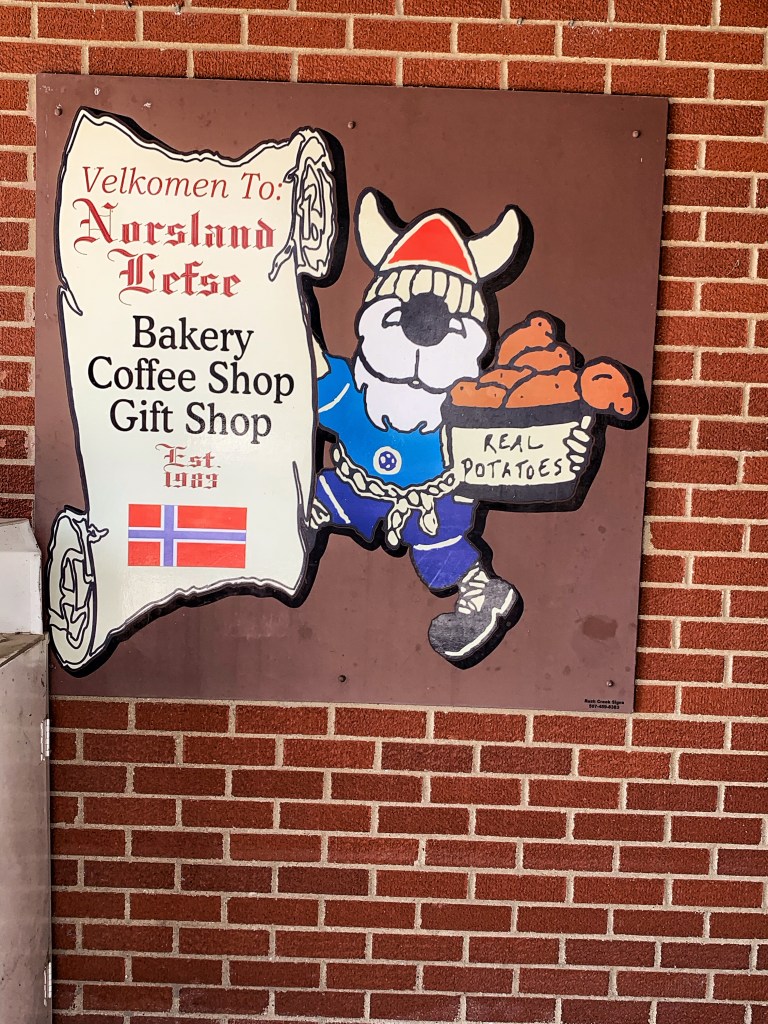 Velkomen To:
Norsland
Lefse
Bakery
Coffee Shop
Gift Shop
Est.
1983
REAL
POTATOES